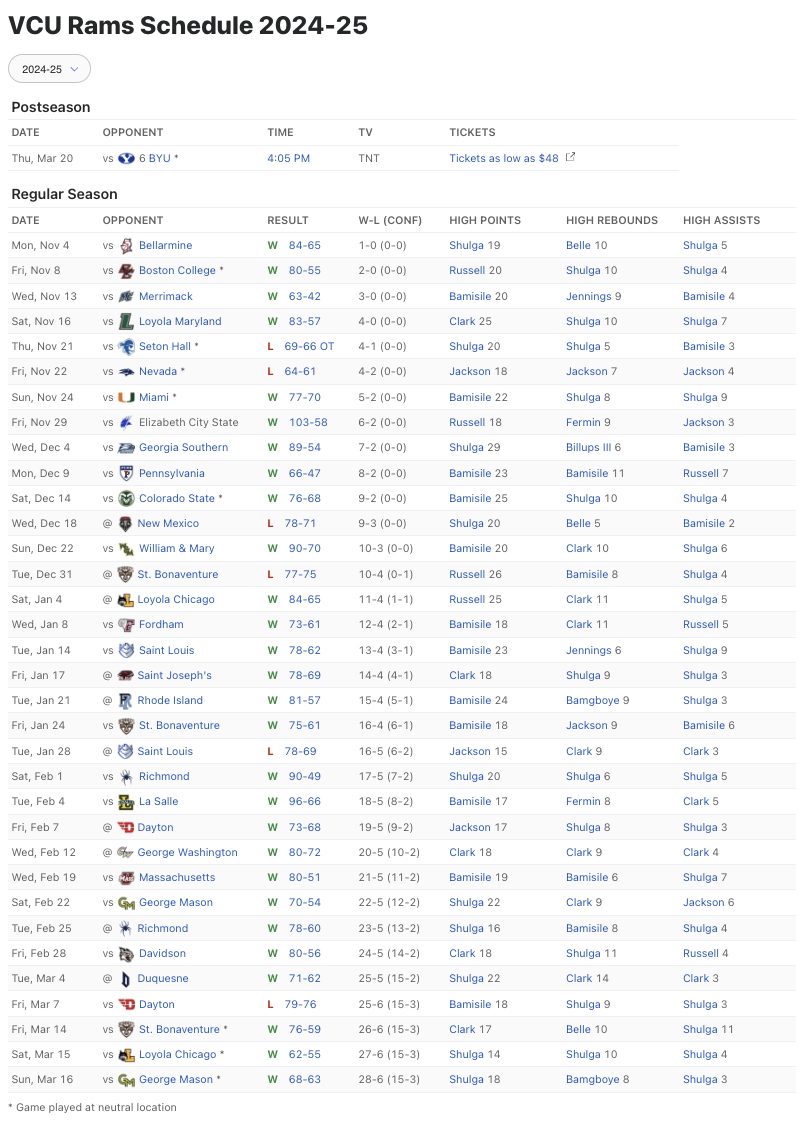 VCU Rams Schedule 2024-25
2024-25
Postseason
DATE OPPONENT TIME TV TICKETS
Thu, Mar 20 vs 6 BYU * 4:05 PM TNT Tickets as low as $48
Regular Season
DATE OPPONENT RESULT W-L (CONF) HIGH POINTS HIGH REBOUNDS HIGH ASSISTS
Mon, Nov 4 vs Bellarmine W 84-65 1-0 (0-0) Shulga 19 Belle 10 Shulga 5
Fri, Nov 8 vs Boston College * W 80-55 2-0 (0-0) Russell 20 Shulga 10 Shulga 4
Wed, Nov 13 vs Merrimack W 63-42 3-0 (0-0) Bamisile 20 Jennings 9 Bamisile 4
Sat, Nov 16 vs Loyola Maryland W 83-57 4-0 (0-0) Clark 25 Shulga 10 Shulga 7
Thu, Nov 21 vs Seton Hall * L 69-66 OT 4-1 (0-0) Shulga 20 Shulga 5 Bamisile 3
Fri, Nov 22 vs Nevada * L 64-61 4-2 (0-0) Jackson 18 Jackson 7 Jackson 4
Sun, Nov 24 vs Miami * W 77-70 5-2 (0-0) Bamisile 22 Shulga 8 Shulga 9
Fri, Nov 29 vs Elizabeth City State W 103-58 6-2 (0-0) Russell 18 Fermin 9 Jackson 3
Wed, Dec 4 vs Georgia Southern W 89-54 7-2 (0-0) Shulga 29 Billups III 6 Bamisile 3
Mon, Dec 9 vs Pennsylvania W 66-47 8-2 (0-0) Bamisile 23 Bamisile 11 Russell 7
Sat, Dec 14 vs Colorado State * W 76-68 9-2 (0-0) Bamisile 25 Shulga 10 Shulga 4
Wed, Dec 18 @ New Mexico L 78-71 9-3 (0-0) Shulga 20 Belle 5 Bamisile 2
Sun, Dec 22 vs William & Mary W 90-70 10-3 (0-0) Bamisile 20 Clark 10 Shulga 6
Tue, Dec 31 @ St. Bonaventure L 77-75 10-4 (0-1) Russell 26 Bamisile 8 Shulga 4
Sat, Jan 4 @ Loyola Chicago W 84-65 11-4 (1-1) Russell 25 Clark 11 Shulga 5
Wed, Jan 8 vs Fordham W 73-61 12-4 (2-1) Bamisile 18 Clark 11 Russell 5
Tue, Jan 14 vs Saint Louis W 78-62 13-4 (3-1) Bamisile 23 Jennings 6 Shulga 9
Fri, Jan 17 @ Saint Joseph's W 78-69 14-4 (4-1) Clark 18 Shulga 9 Shulga 3
Tue, Jan 21 @ Rhode Island W 81-57 15-4 (5-1) Bamisile 24 Bamgboye 9 Shulga 3
Fri, Jan 24 vs St. Bonaventure W 75-61 16-4 (6-1) Bamisile 18 Jackson 9 Bamisile 6
Tue, Jan 28 @ Saint Louis L 78-69 16-5 (6-2) Jackson 15 Clark 9 Clark 3
Sat, Feb 1 vs Richmond W 90-49 17-5 (7-2) Shulga 20 Shulga 6 Shulga 5
Tue, Feb 4 vs La Salle W 96-66 18-5 (8-2) Bamisile 17 Fermin 8 Clark 5
Fri, Feb 7 @ Dayton W 73-68 19-5 (9-2) Jackson 17 Shulga 8 Shulga 3
Wed, Feb 12 @ George Washington W 80-72 20-5 (10-2) Clark 18 Clark 9 Clark 4
Wed, Feb 19 vs Massachusetts W 80-51 21-5 (11-2) Bamisile 19 Bamisile 6 Shulga 7
Sat, Feb 22 vs George Mason W 70-54 22-5 (12-2) Shulga 22 Clark 9 Jackson 6
Tue, Feb 25 @ Richmond W 78-60 23-5 (13-2) Shulga 16 Bamisile 8 Shulga 4
Fri, Feb 28 vs Davidson W 80-56 24-5 (14-2) Clark 18 Shulga 11 Russell 4
Tue, Mar 4 @ Duquesne W 71-62 25-5 (15-2) Shulga 22 Clark 14 Clark 3
Fri, Mar 7 vs Dayton L 79-76 25-6 (15-3) Bamisile 18 Shulga 9 Shulga 3
Fri, Mar 14 vs St. Bonaventure * W 76-59 26-6 (15-3) Clark 17 Belle 10 Shulga 11
Sat, Mar 15 vs Loyola Chicago * W 62-55 27-6 (15-3) Shulga 14 Shulga 10 Shulga 4
Sun, Mar 16 vs George Mason * W 68-63 28-6 (15-3) Shulga 18 Bamgboye 8 Shulga 3
* Game played at neutral location